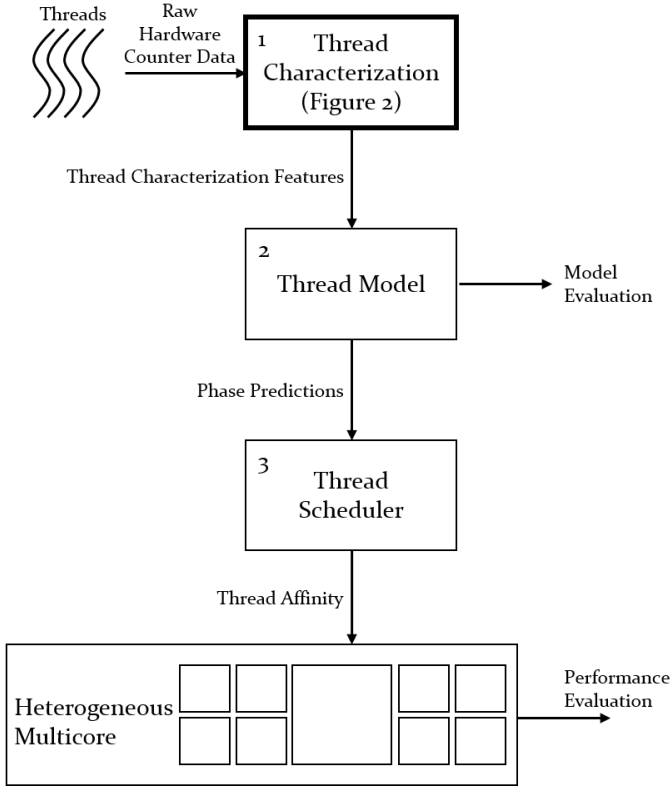 Threads
Raw
Hardware
Counter Data
1
Thread
Characterization
(Figure 2)
Thread Characterization Features
2
Thread Model
Model
Evaluation
Phase Predictions
3
Thread
Scheduler
Thread Affinity
Heterogeneous
Multicore
Performance
Evaluation